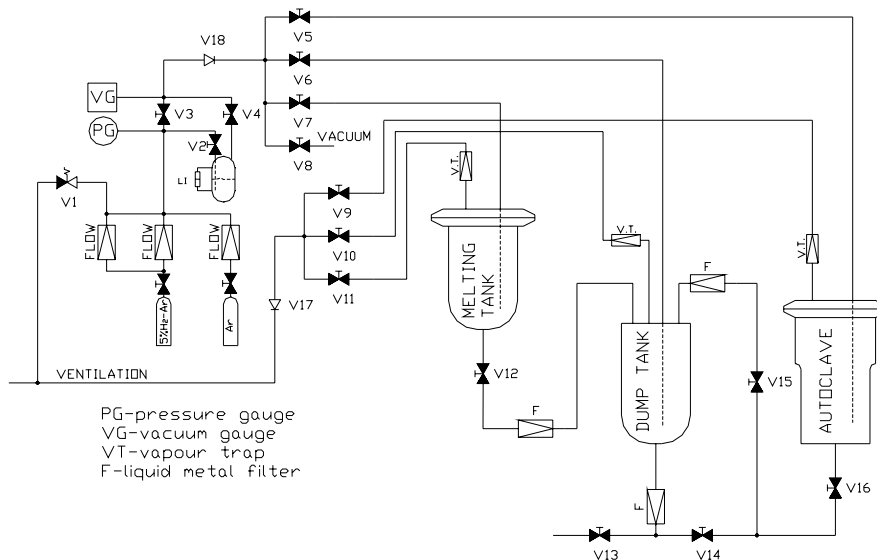 V5
V18
V6
VG
V3
V4
V7
PG
VACUUM
V2
V8
V.T.
LI
V1
V9
FLOW
FLOW
FLOW
V10
V.T.
V.T.
V11
F
MELTING TANK
V17
5%H2-Ar
Ar
VENTILATION
V12
DUMP TANK
V15
AUTOCLAVE
PG-pressure gauge
VG-vacuum gauge
VT-vapour trap
F-liquid metal filter
F
V16
F
V13
V14